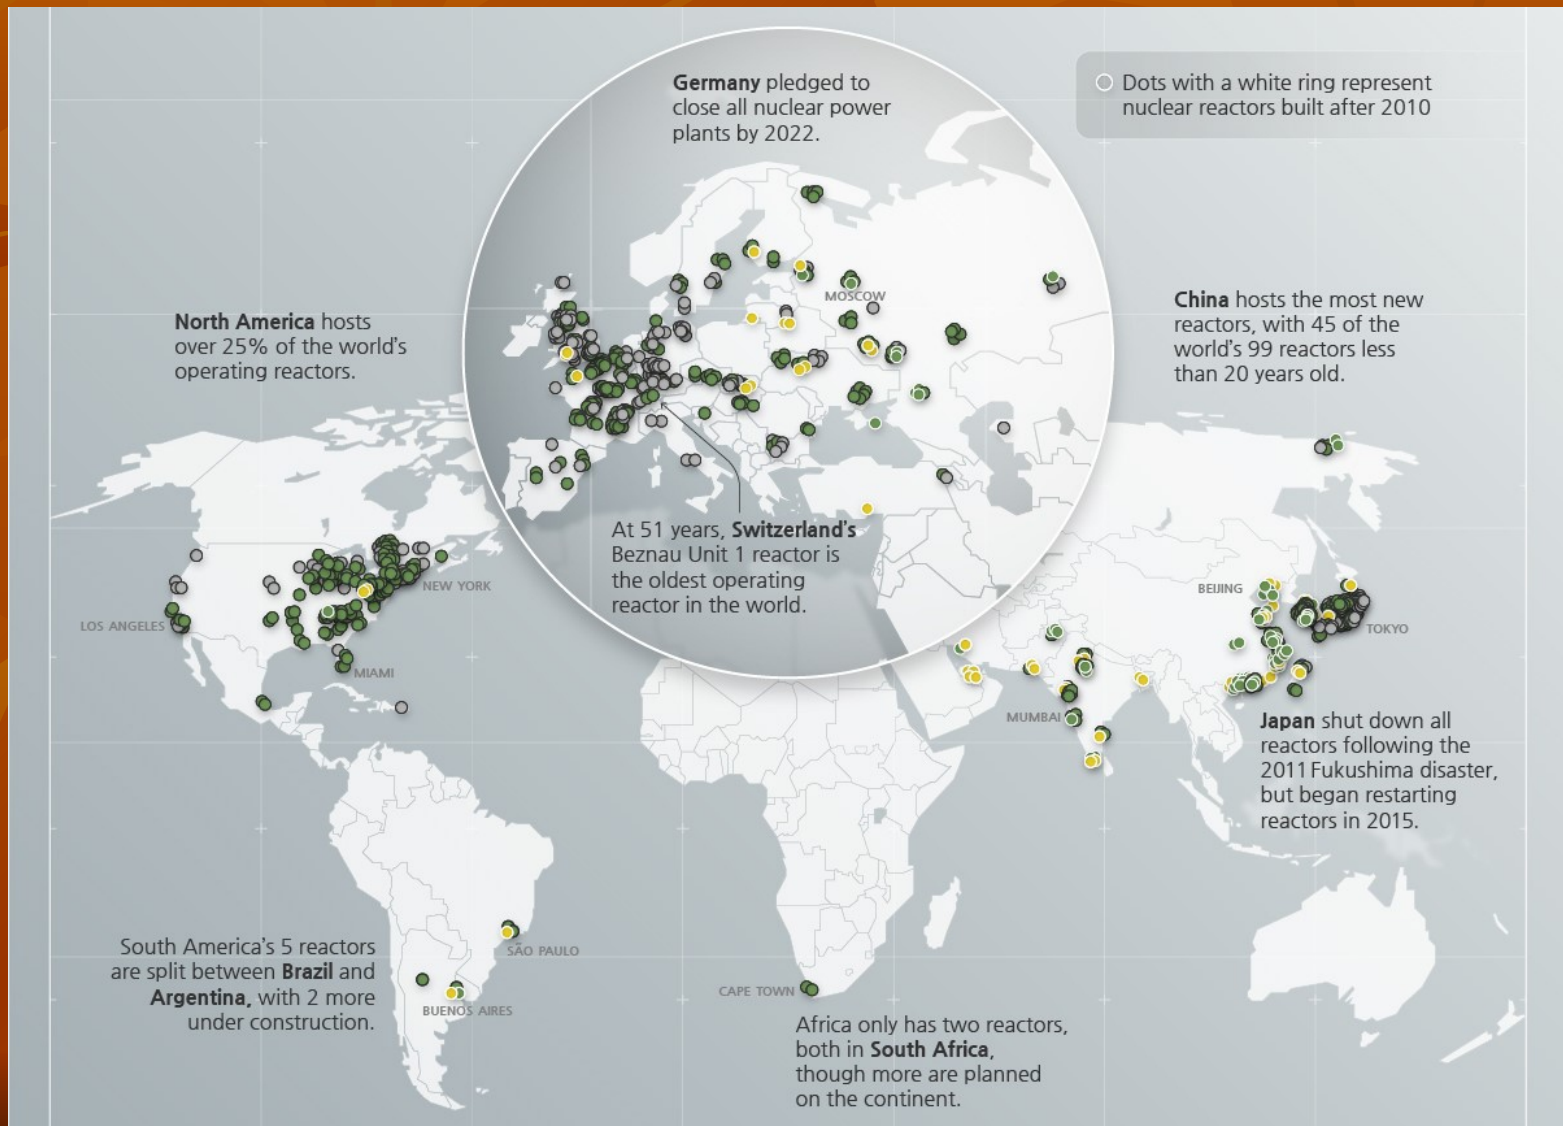 Germany pledged to
close all nuclear power
plants by 2022.
Dots with a white ring represent
nuclear reactors built after 2010
MOSCOW
North America hosts
over 25% of the world's
operating reactors.
China hosts the most new
reactors, with 45 of the
world's 99 reactors less
than 20 years old.
At 51 years, Switzerland's
Beznau Unit 1 reactor is
the oldest operating
reactor in the world.
NEW YORK
LOS ANGELES
MIAMI
BEIJING
TOKYO
MUMBAI
Japan shut down all
reactors following the
2011 Fukushima disaster,
but began restarting
reactors in 2015.
South America's 5 reactors
are split between Brazil and
Argentina, with 2 more
under construction.
SÃO PAULO
BUENOS AIRES
CAPE TOWN
Africa only has two reactors,
both in South Africa,
though more are planned
on the continent.